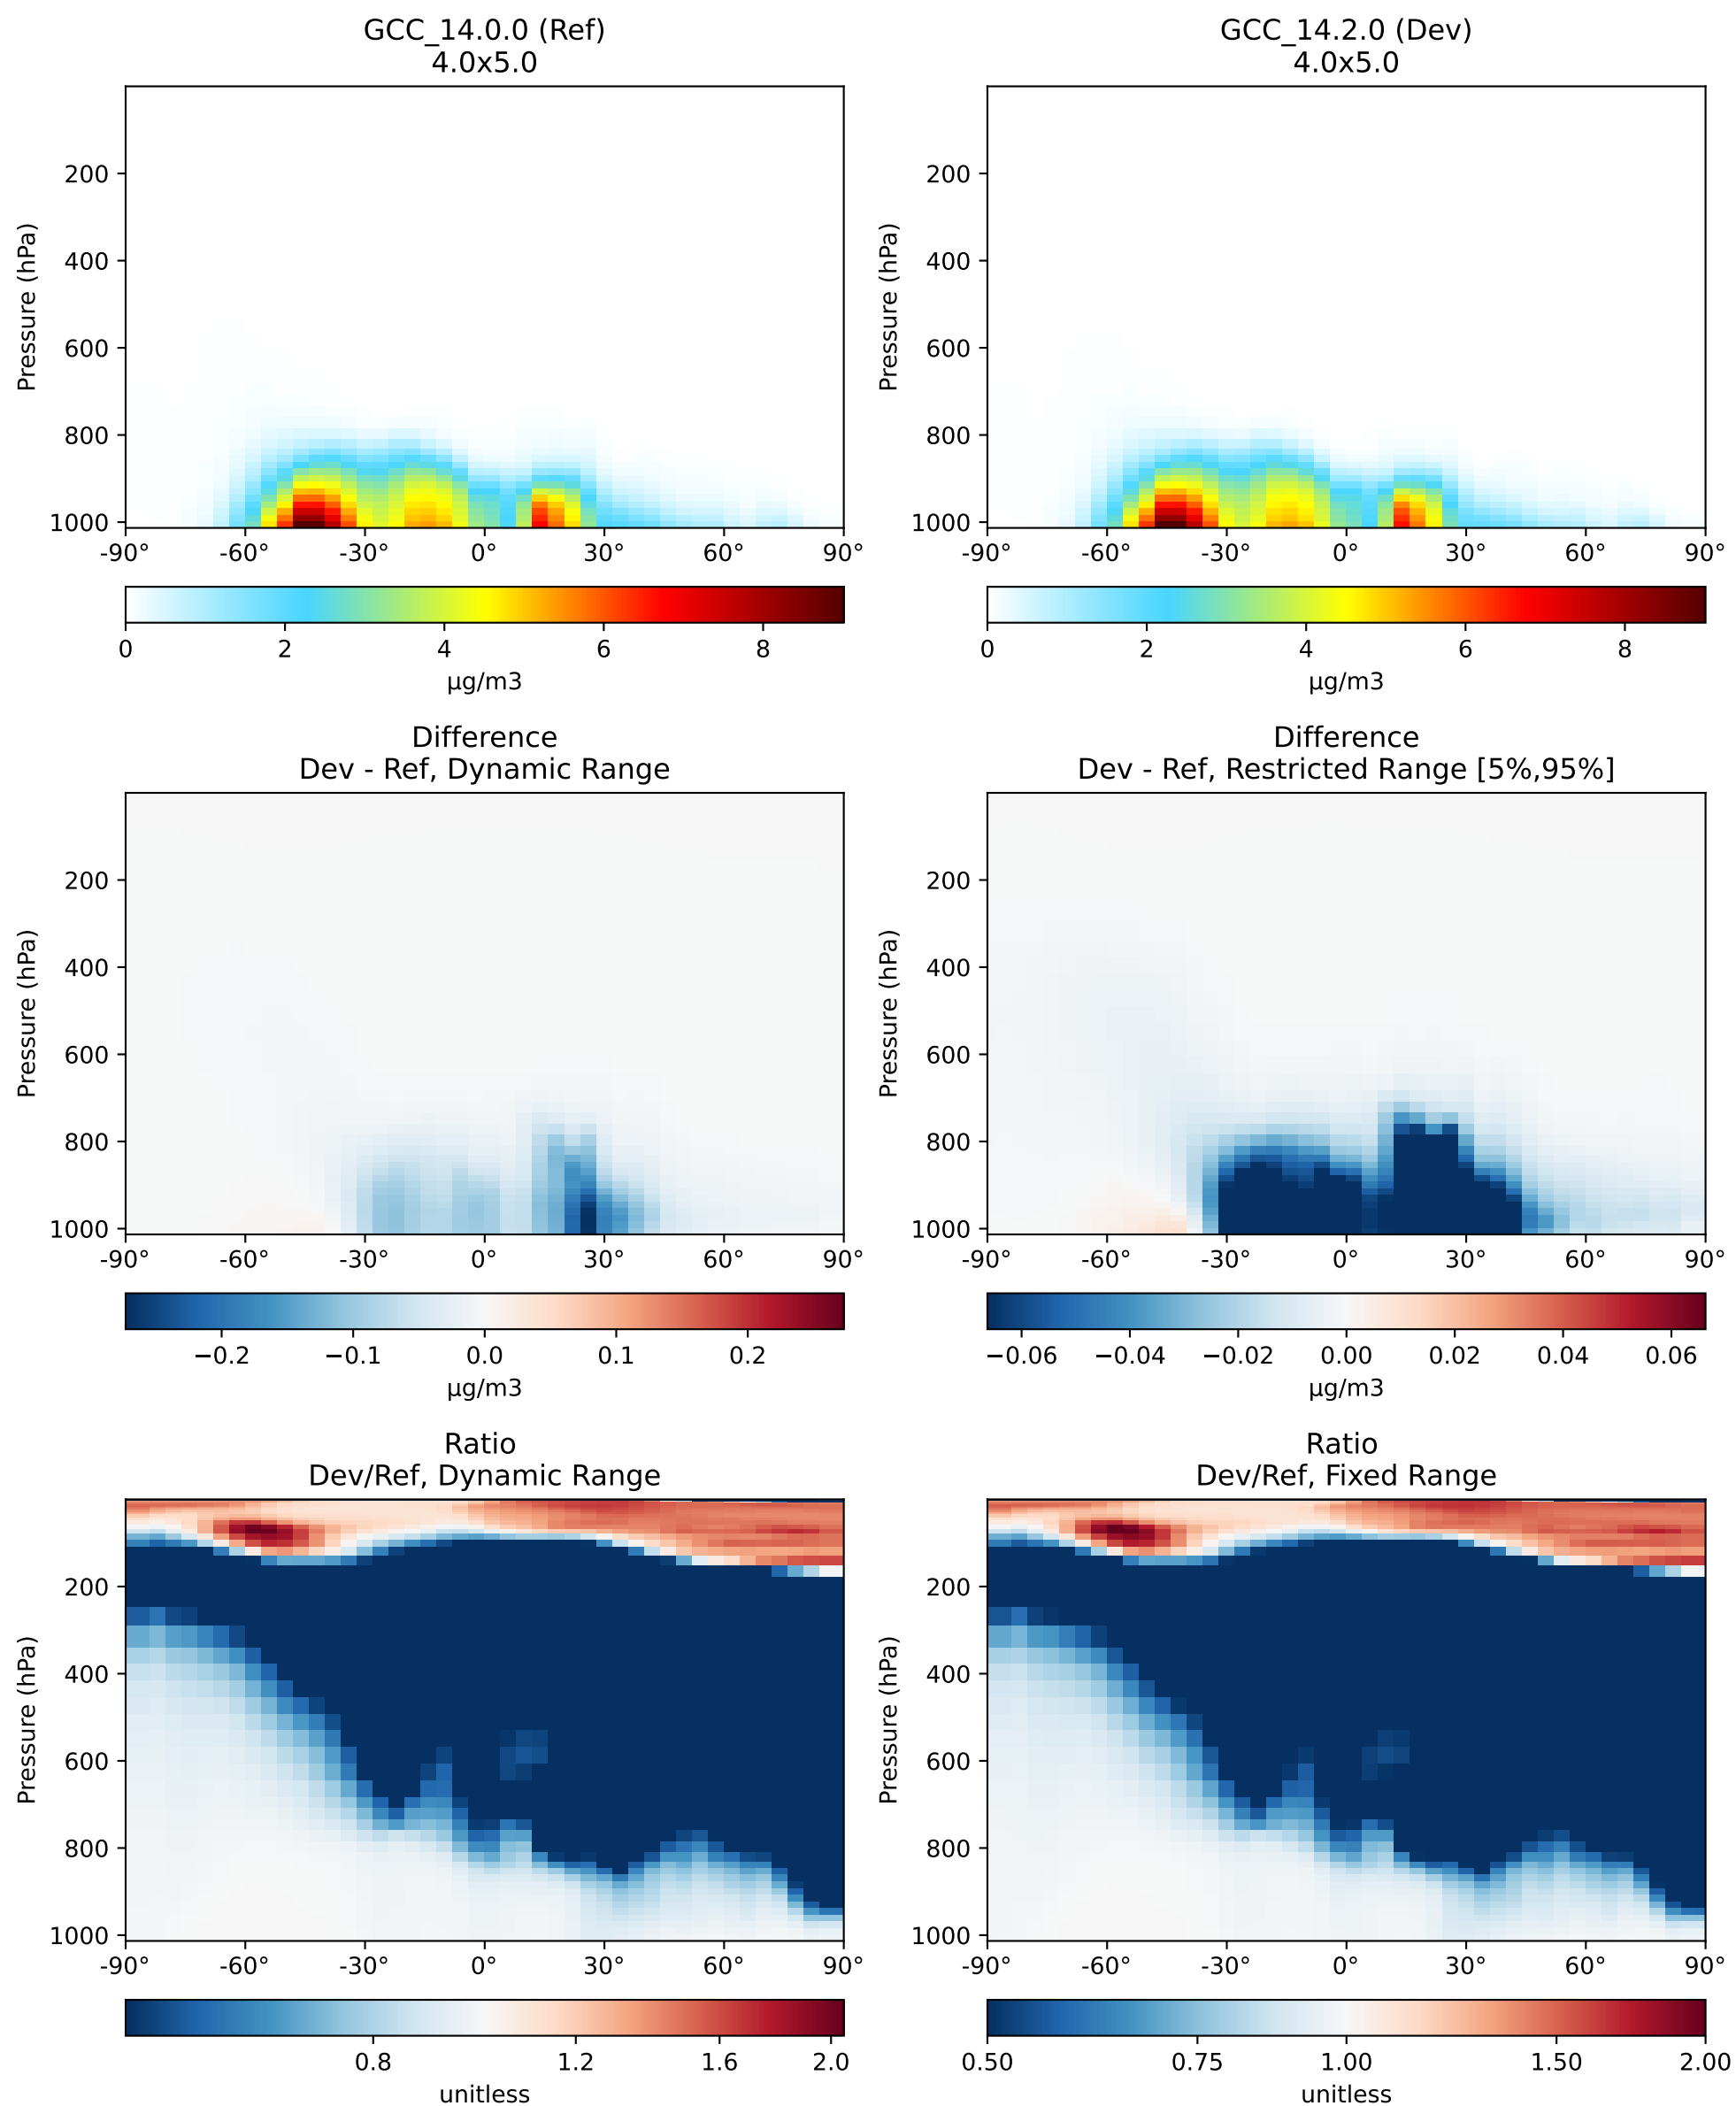 GCC_14.0.0 (Ref)
4.0x5.0
GCC_14.2.0 (Dev)
4.0x5.0
Pressure (hPa)
200
400
600
800
1000
-90° -60° -30° 0° 30° 60° 90°
0 2 4 6 8
µg/m3
Pressure (hPa)
200
400
600
800
1000
-90° -60° -30° 0° 30° 60° 90°
0 2 4 6 8
µg/m3
Difference
Dev - Ref, Dynamic Range
Pressure (hPa)
200
400
600
800
1000
-90° -60° -30° 0° 30° 60° 90°
−0.2 −0.1 0.0 0.1 0.2
µg/m3
Difference
Dev - Ref, Restricted Range [5%,95%]
Pressure (hPa)
200
400
600
800
1000
-90° -60° -30° 0° 30° 60° 90°
−0.06 −0.04 −0.02 0.00 0.02 0.04 0.06
µg/m3
Ratio
Dev/Ref, Dynamic Range
Pressure (hPa)
200
400
600
800
1000
-90° -60° -30° 0° 30° 60° 90°
0.8 1.2 1.6 2.0
unitless
Ratio
Dev/Ref, Fixed Range
Pressure (hPa)
200
400
600
800
1000
-90° -60° -30° 0° 30° 60° 90°
0.50 0.75 1.00 1.50 2.00
unitless